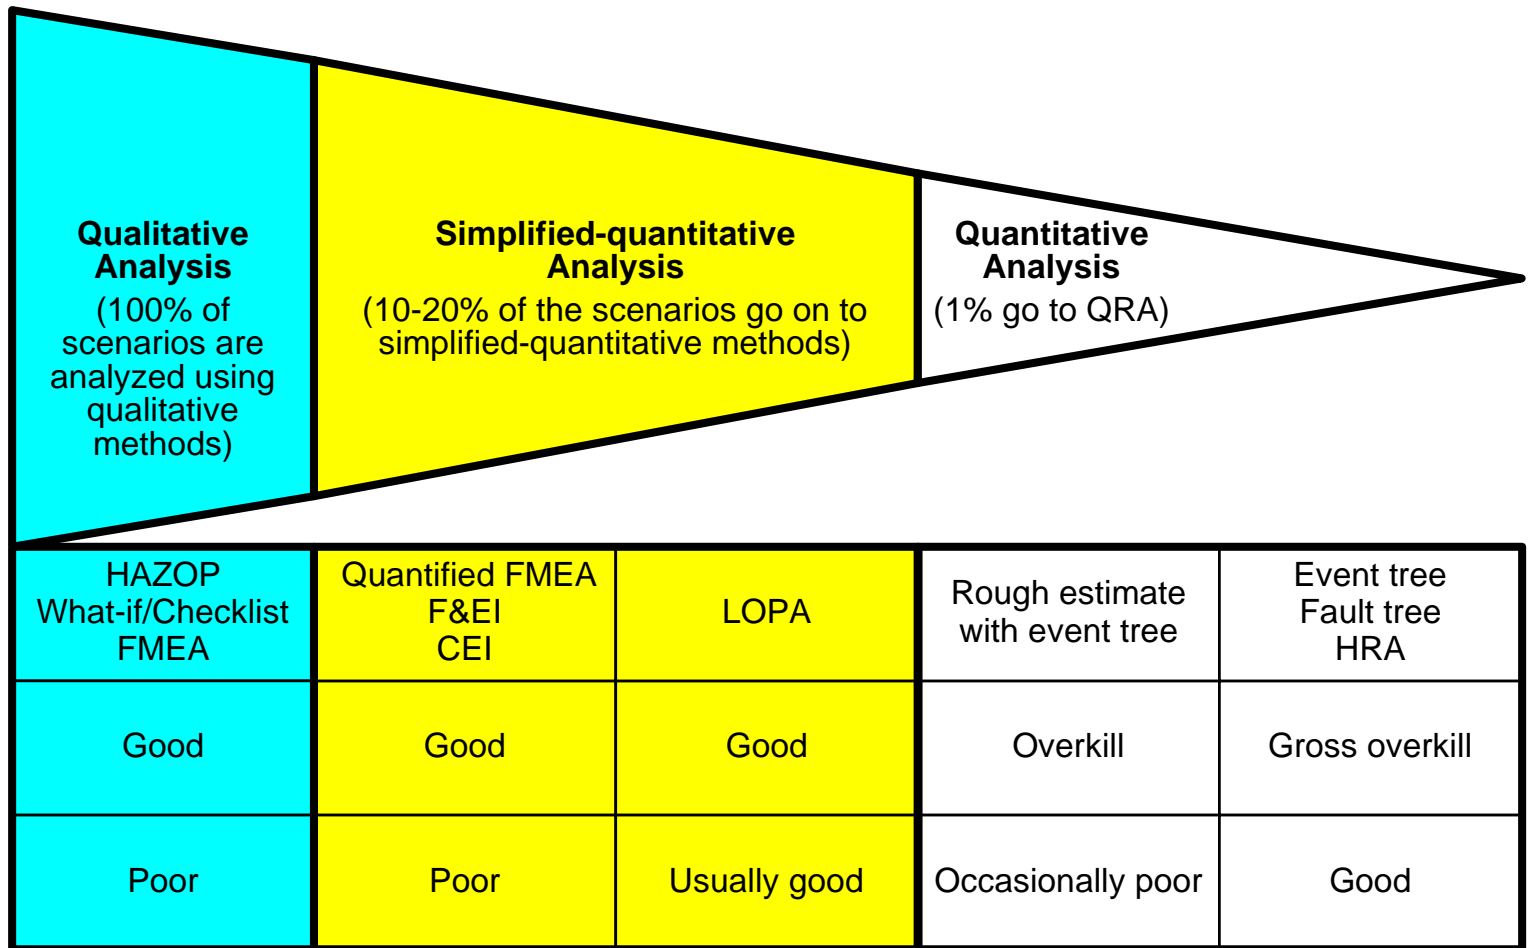 Qualitative
Analysis
(100% of
scenarios are
analyzed using
qualitative
methods)
Simplified-quantitative
Analysis
(10-20% of the scenarios go on to
simplified-quantitative methods)
Quantitative
Analysis
(1% go to QRA)
HAZOP
What-if/Checklist
FMEA
Quantified FMEA
F&EI
CEI
LOPA
Rough estimate
with event tree
Event tree
Fault tree
HRA
Good
Good
Good
Overkill
Gross overkill
Poor
Poor
Usually good
Occasionally poor
Good